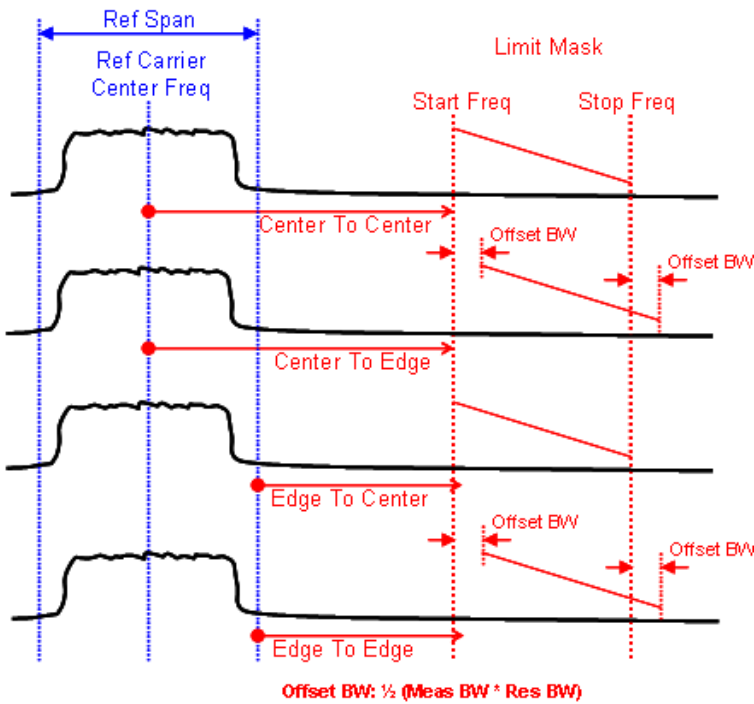 Ref Span
Limit Mask
Ref Carrier
Center Freq
Start Freq
Stop Freq
Center To Center
Offset BW
Offset BW
Center To Edge
Edge To Center
Offset BW
Offset BW
Edge To Edge
Offset BW: ½ (Meas BW * Res BW)